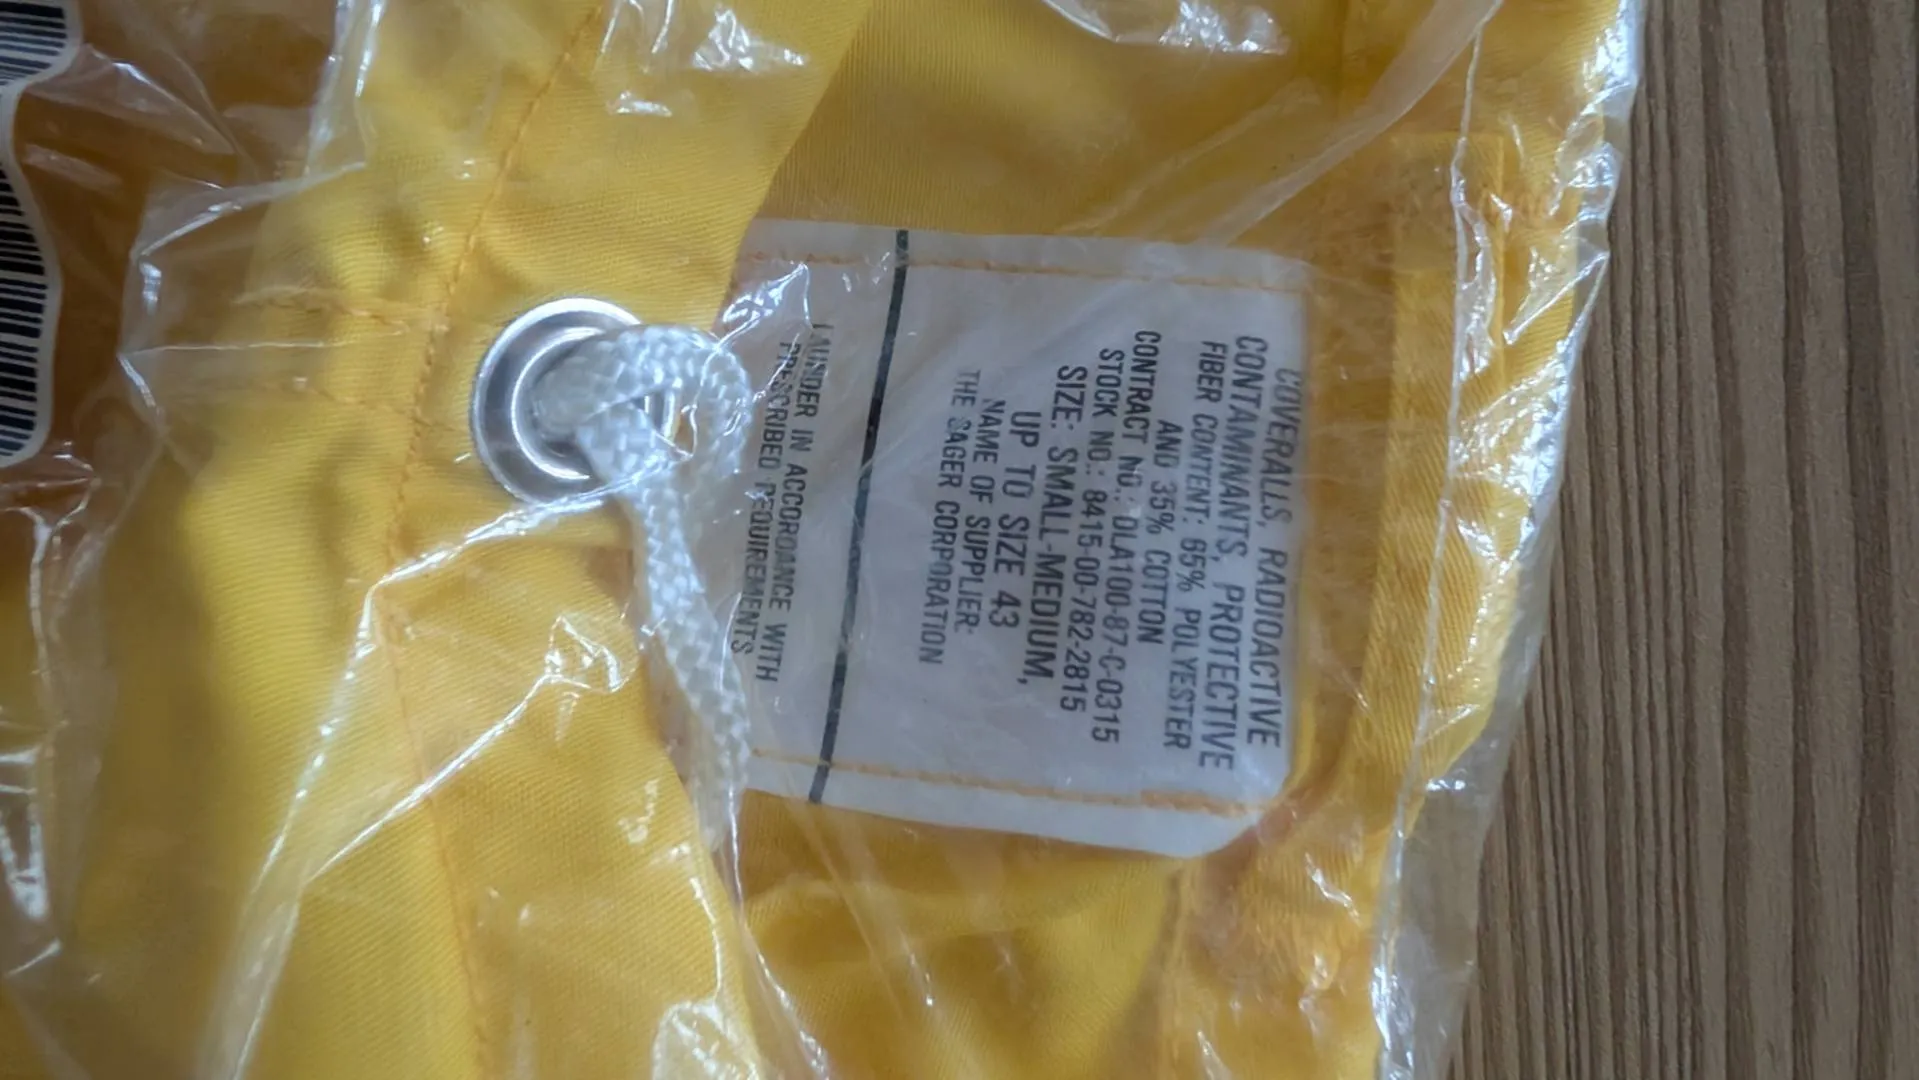 COVERALLS, RADIOACTIVE
CONTAMINANTS, PROTECTIVE
FIBER CONTENT: 65% POLYESTER
AND 35% COTTON
CONTRACT NO.: DLA100-87-C-0315
STOCK NO.: 8415-00-782-2815
SIZE: SMALL-MEDIUM,
UP TO SIZE 43
NAME OF SUPPLIER:
THE SAGER CORPORATION
LAUNDER IN ACCORDANCE WITH
PRESCRIBED REQUIREMENTS